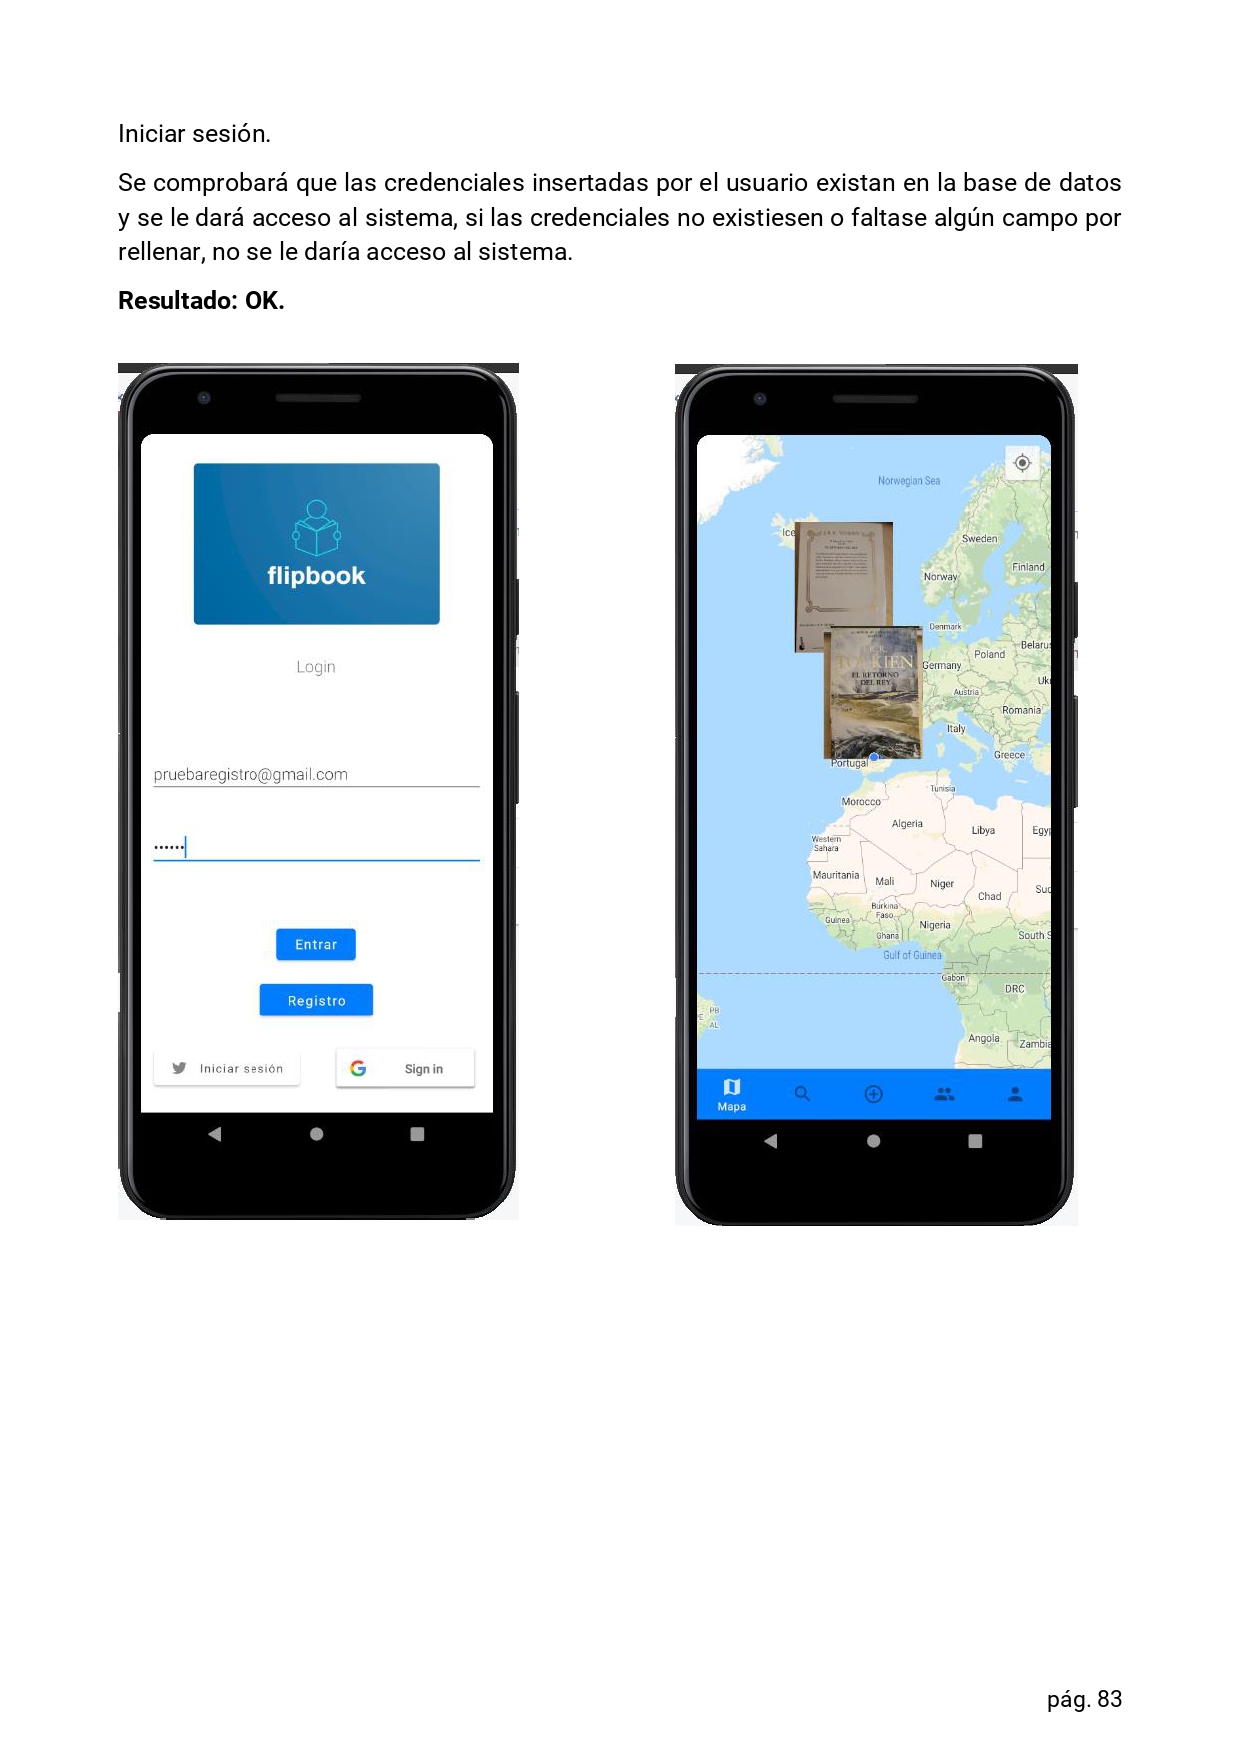 Iniciar sesión.
Se comprobará que las credenciales insertadas por el usuario existan en la base de datos
y se le dará acceso al sistema, si las credenciales no existiesen o faltase algún campo por
rellenar, no se le daría acceso al sistema.
Resultado: OK.
flipbook
Login
pruebaregistro@gmail.com
••••••
Entrar
Registro
Iniciar sesión
Sign in
Norwegian Sea
Ice
Sweden
Finland
Norway
Denmark
Belaru
Poland
Germany
Uk
Austria
Romania
Italy
Greece
TOLKIEN
EL RETORNO
DEL REY
Portugal
Tunisia
Morocco
Algeria
Libya
Egyp
Western
Sahara
Mauritania
Mali
Niger
Chad
Sud
Burkina
Faso
Guinea
Ghana
Nigeria
South S
Gulf of Guinea
Gabon
DRC
PB
E
AL
Angola
Zambia
Mapa
pág. 83